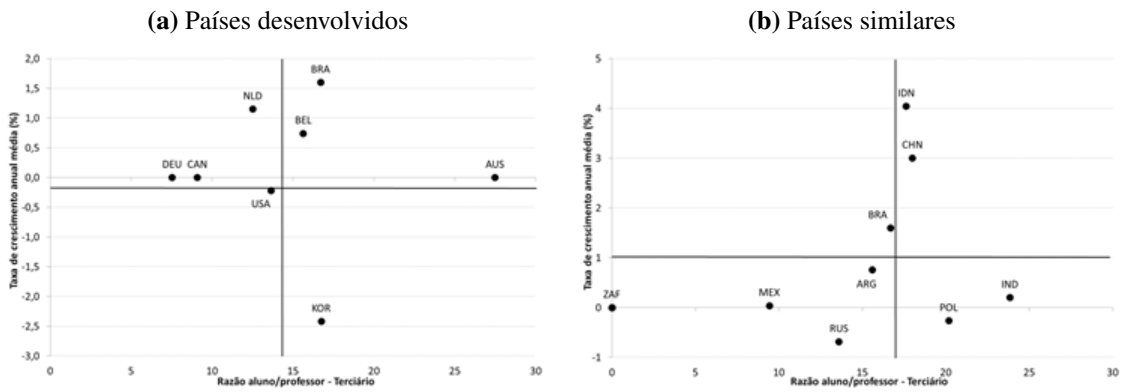 (a) Países desenvolvidos
Taxa de crescimento anual média (%)
2,0
1,5
1,0
0,5
0,0
-0,5
-1,0
-1,5
-2,0
-2,5
-3,0
BRA
NLD
BEL
DEU CAN
AUS
USA
KOR
0 5 10 15 20 25 30
Razão aluno/professor - Terciário
(b) Países similares
Taxa de crescimento anual média (%)
5
4
3
2
1
0
-1
IDN
CHN
BRA
ARG
IND
ZAF
MEX
POL
RUS
0 5 10 15 20 25 30
Razão aluno/professor - Terciário